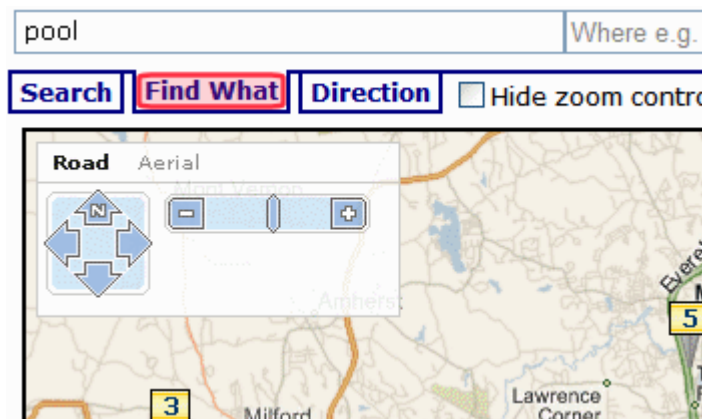 pool
Where e.g.
Search Find What Direction Hide zoom contro
Road Aerial
Mont Vernon
N
Amherst
Evere
5
3
Milford
Lawrence
Corner